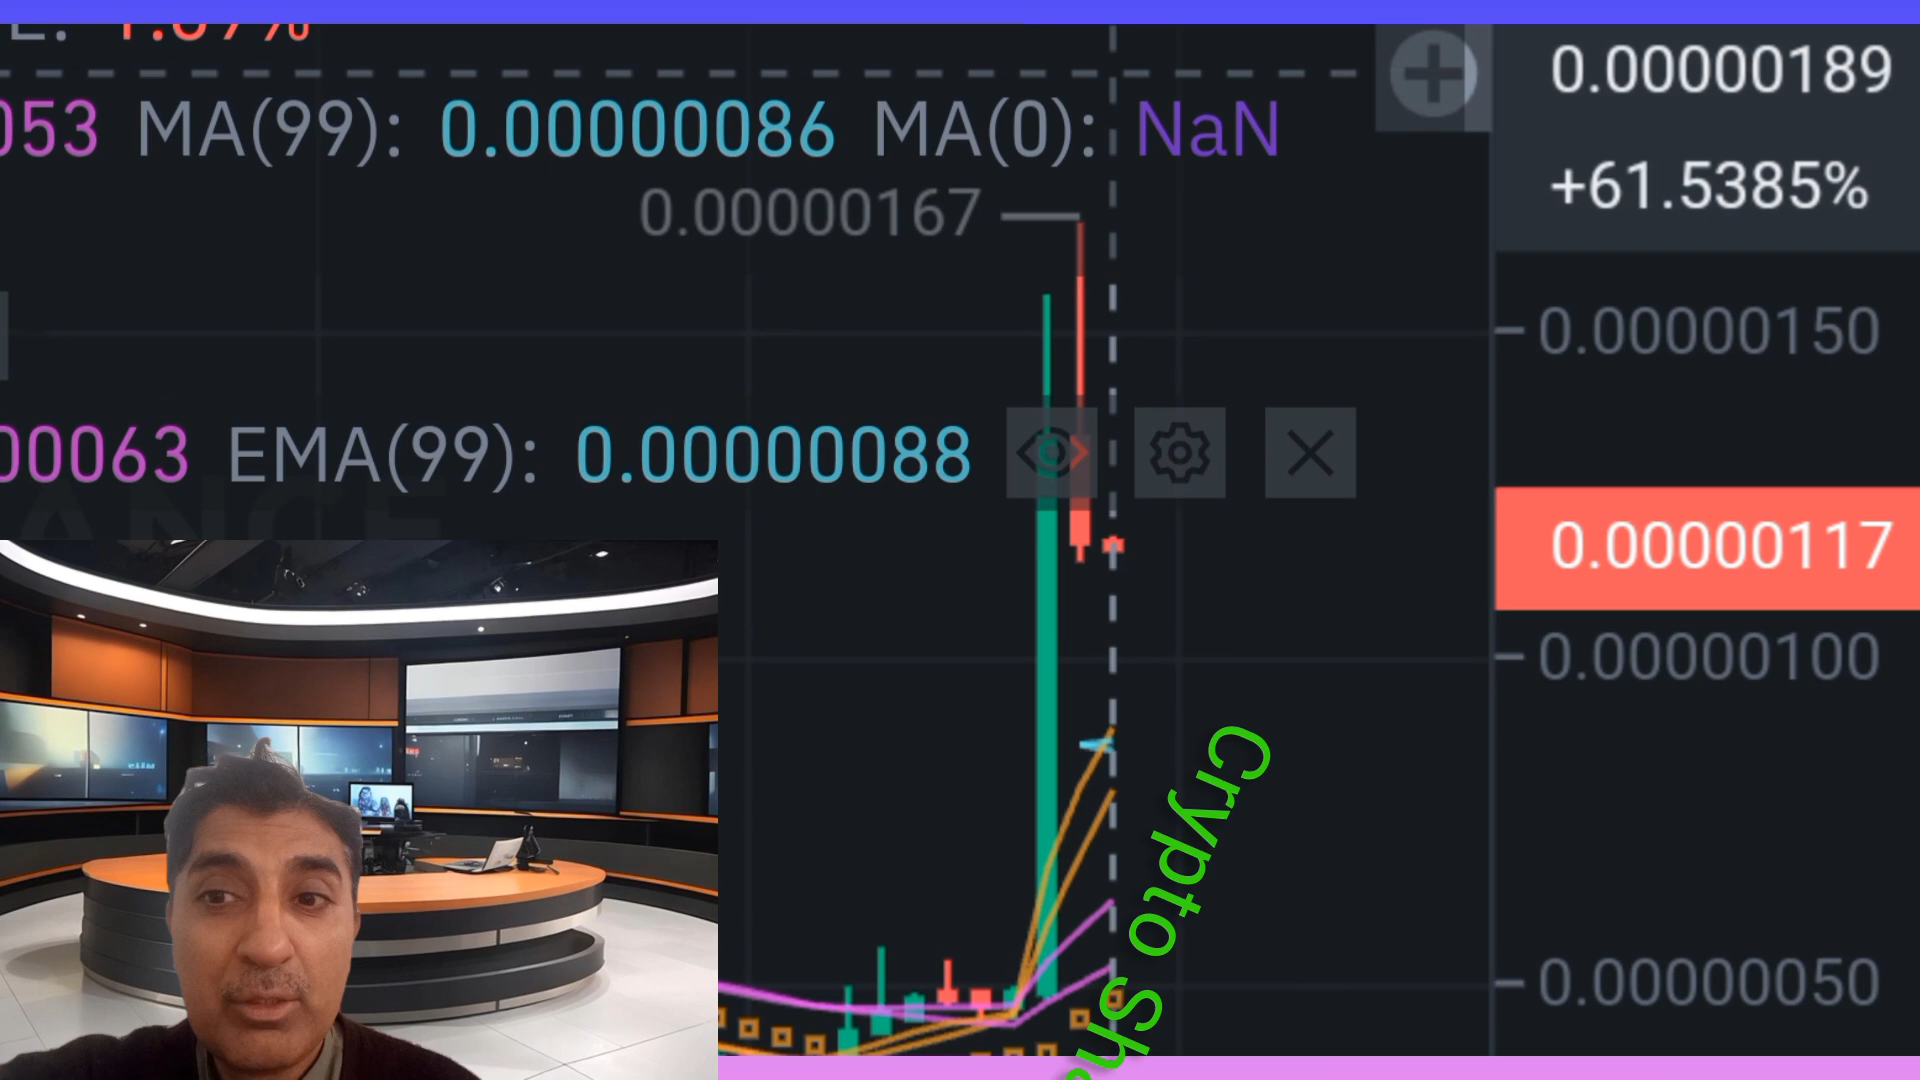 0.00000189
053 MA(99): 0.00000086 MA(0): NaN
+61.5385%
0.00000167
0.00000150
00063 EMA(99): 0.00000088
0.00000117
0.00000100
0.00000050
Crypto